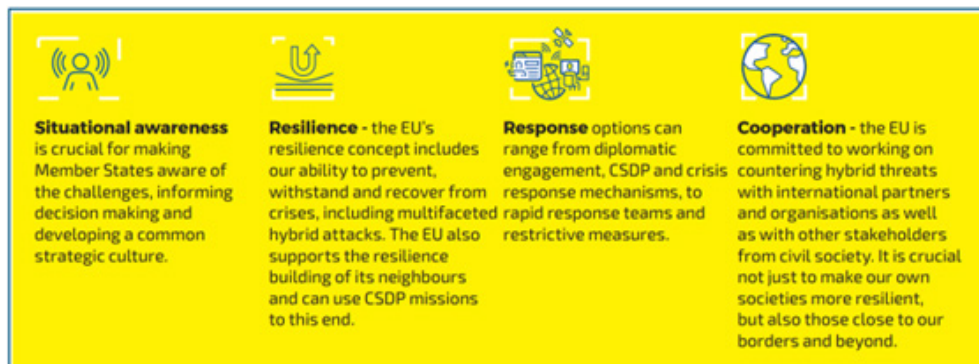 Situational awareness
is crucial for making
Member States aware of
the challenges, informing
decision making and
developing a common
strategic culture.
Resilience - the EU's
resilience concept includes
our ability to prevent,
withstand and recover from
crises, including multifaceted
hybrid attacks. The EU also
supports the resilience
building of its neighbours
and can use CSDP missions
to this end.
Response options can
range from diplomatic
engagement, CSDP and crisis
response mechanisms, to
rapid response teams and
restrictive measures.
Cooperation - the EU is
committed to working on
countering hybrid threats
with international partners
and organisations as well
as with other stakeholders
from civil society. It is crucial
not just to make our own
societies more resilient,
but also those close to our
borders and beyond.